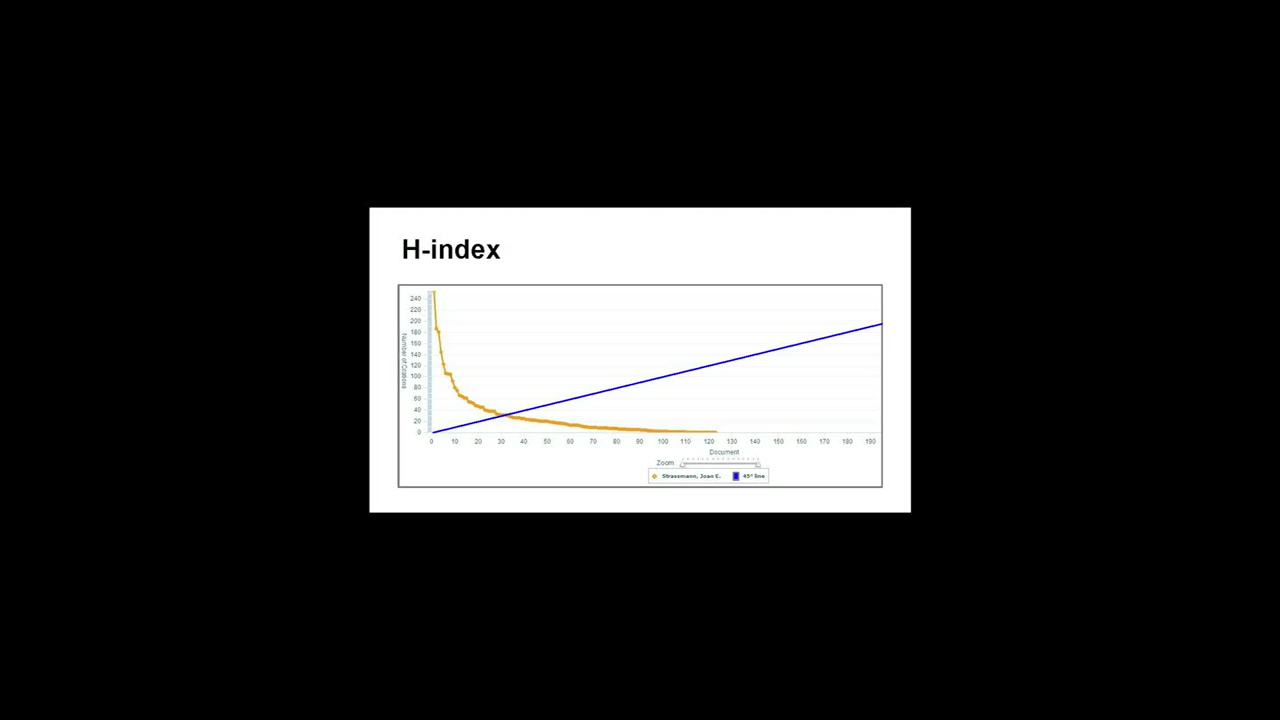 H-index
240
220
200
180
160
140
120
100
80
60
40
20
0
Number of Citations
0 10 20 30 40 50 60 70 80 90 100 110 120 130 140 150 160 170 180 190
Document
Zoom
Strassmann, Joan E. 45° line